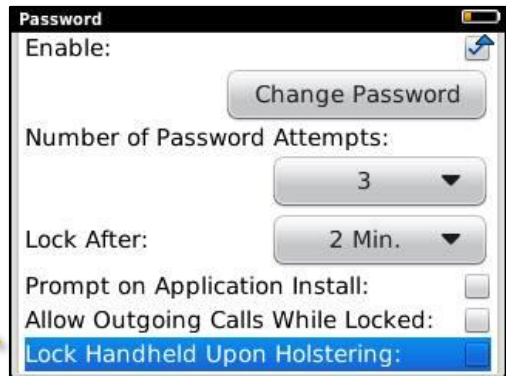 Password
Enable:
Change Password
Number of Password Attempts:
3
Lock After:
2 Min.
Prompt on Application Install:
Allow Outgoing Calls While Locked:
Lock Handheld Upon Holstering: